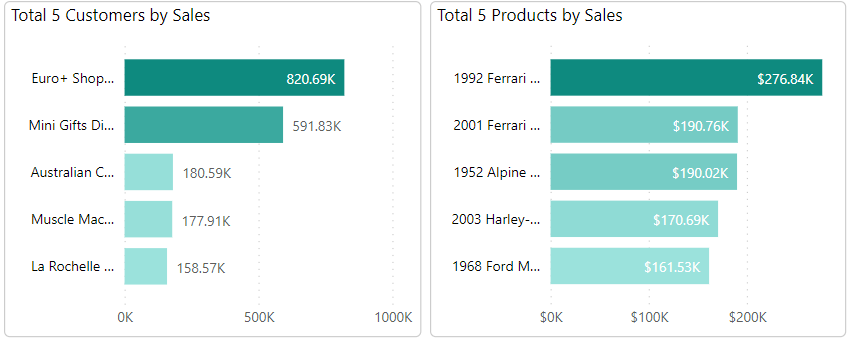 Total 5 Customers by Sales
Euro+ Shop... 820.69K
Mini Gifts Di... 591.83K
Australian C... 180.59K
Muscle Mac... 177.91K
La Rochelle ... 158.57K
0K 500K 1000K
Total 5 Products by Sales
1992 Ferrari ... $276.84K
2001 Ferrari ... $190.76K
1952 Alpine ... $190.02K
2003 Harley-... $170.69K
1968 Ford M... $161.53K
$0K $100K $200K